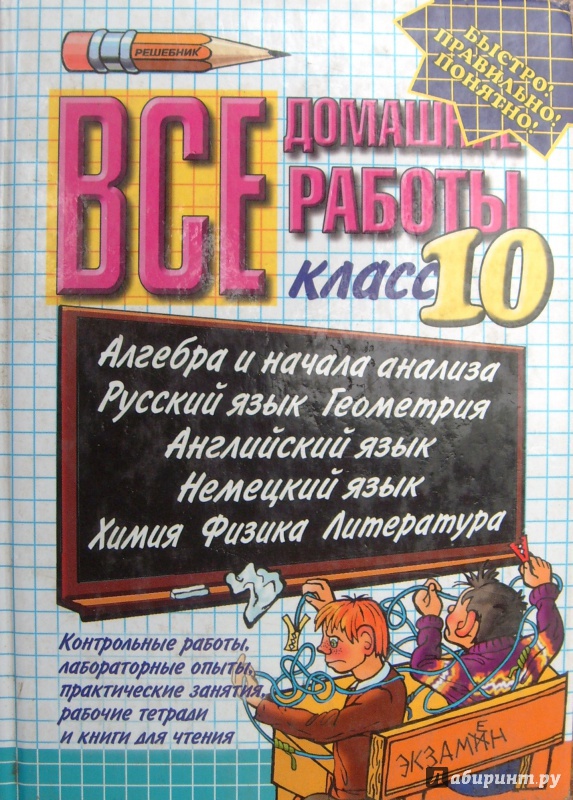 РЕШЕБНИК
БЫСТРО!
ПРАВИЛЬНО!
ПОНЯТНО!
ВСЕ
ДОМАШНИЕ
РАБОТЫ
класс 10
Алгебра и начала анализа
Русский язык Геометрия
Английский язык
Немецкий язык
Химия Физика Литература
Контрольные работы,
лабораторные опыты,
практические занятия,
рабочие тетради
и книги для чтения
ЭКЗАМЕН
Лабиринт.ру